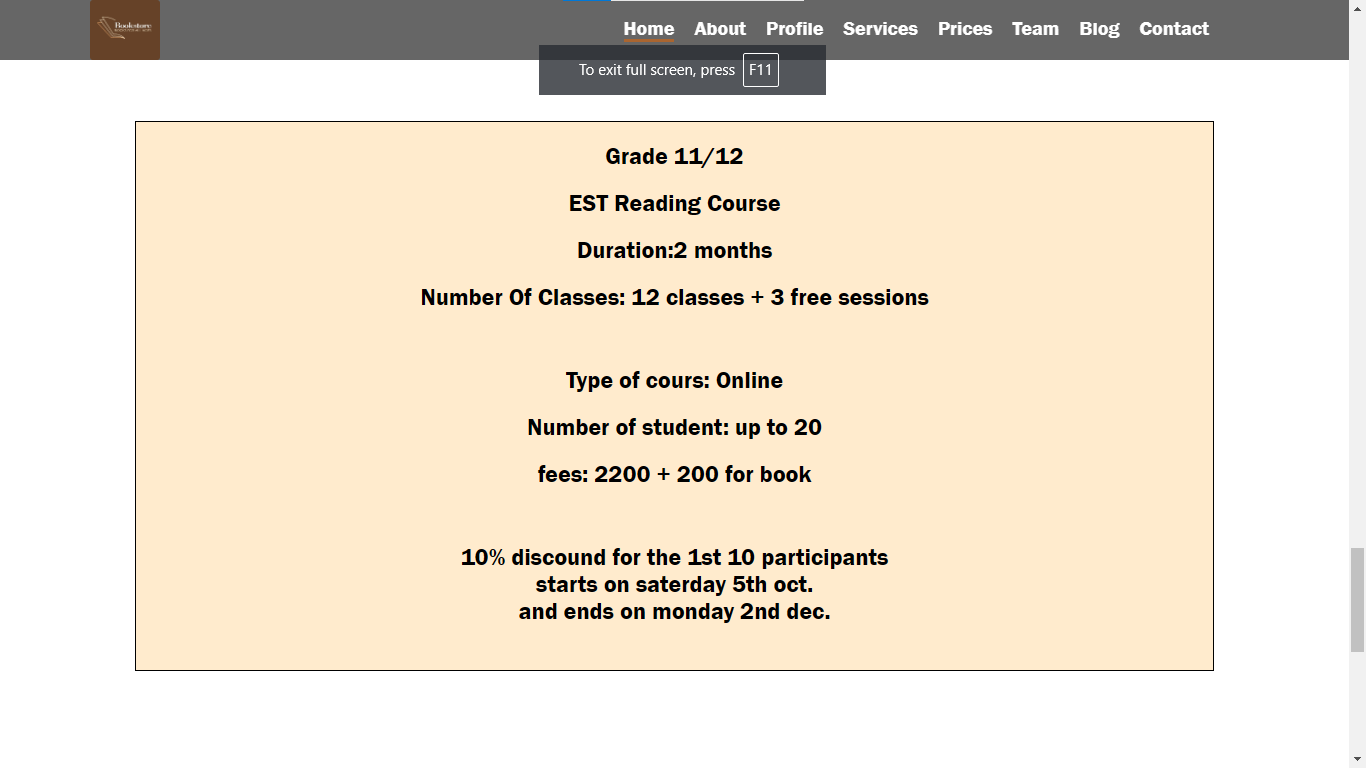 Bookstore
Home About Profile Services Prices Team Blog Contact
To exit full screen, press F11
Grade 11/12
EST Reading Course
Duration:2 months
Number Of Classes: 12 classes + 3 free sessions
Type of cours: Online
Number of student: up to 20
fees: 2200 + 200 for book
10% discound for the 1st 10 participants
starts on saterday 5th oct.
and ends on monday 2nd dec.